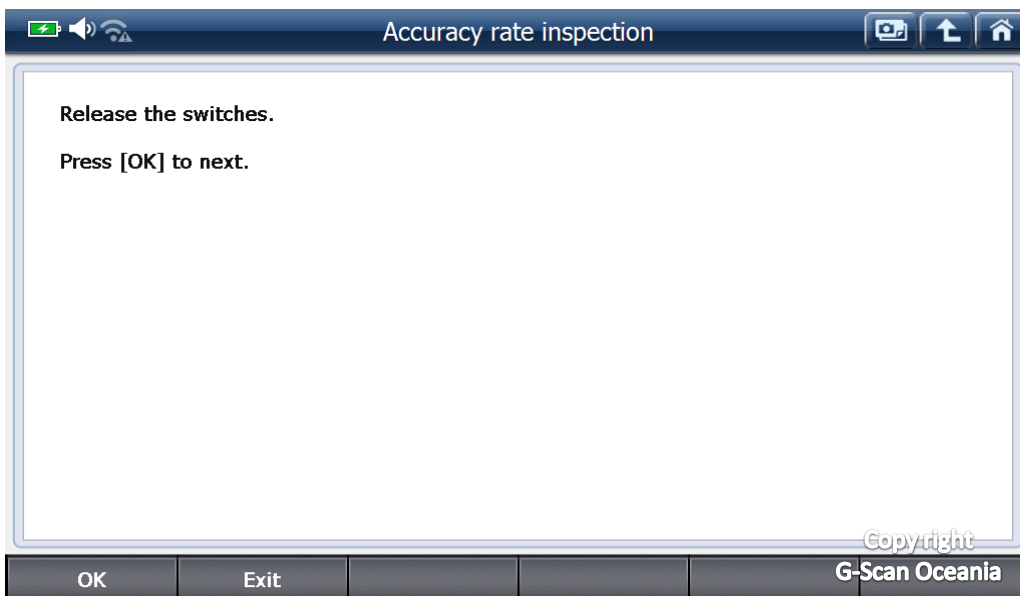 Accuracy rate inspection
Release the switches.
Press [OK] to next.
Copy right
G-Scan Oceania
OK
Exit